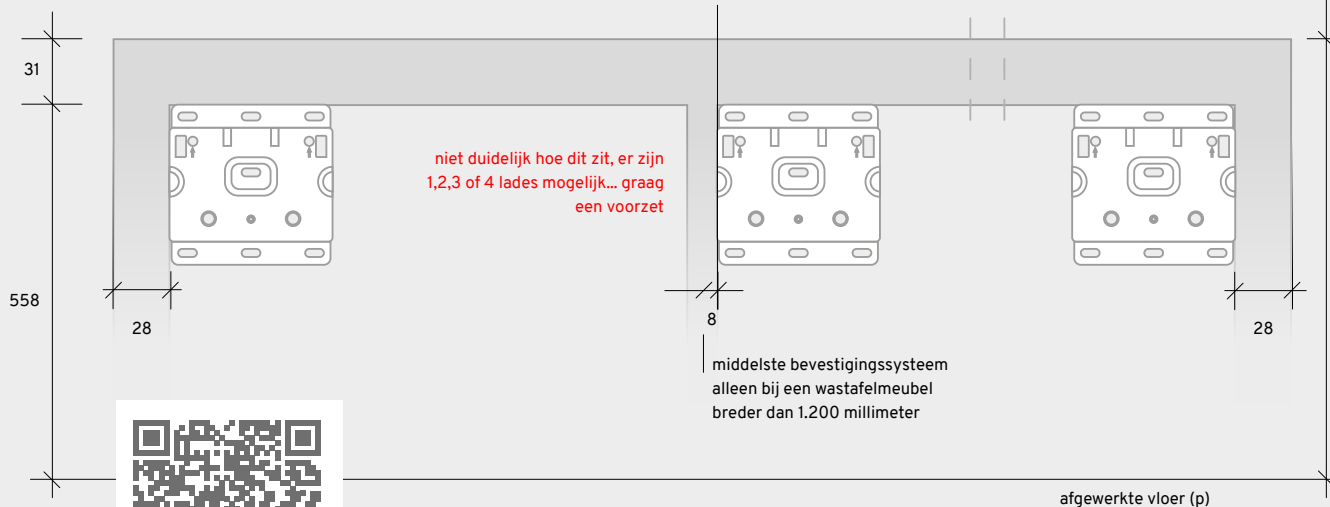 31
niet duidelijk hoe dit zit, er zijn
1,2,3 of 4 lades mogelijk... graag
een voorzet
558
28
8
28
middelste bevestigingssysteem
alleen bij een wastafelmeubel
breder dan 1.200 millimeter
afgewerkte vloer (p)